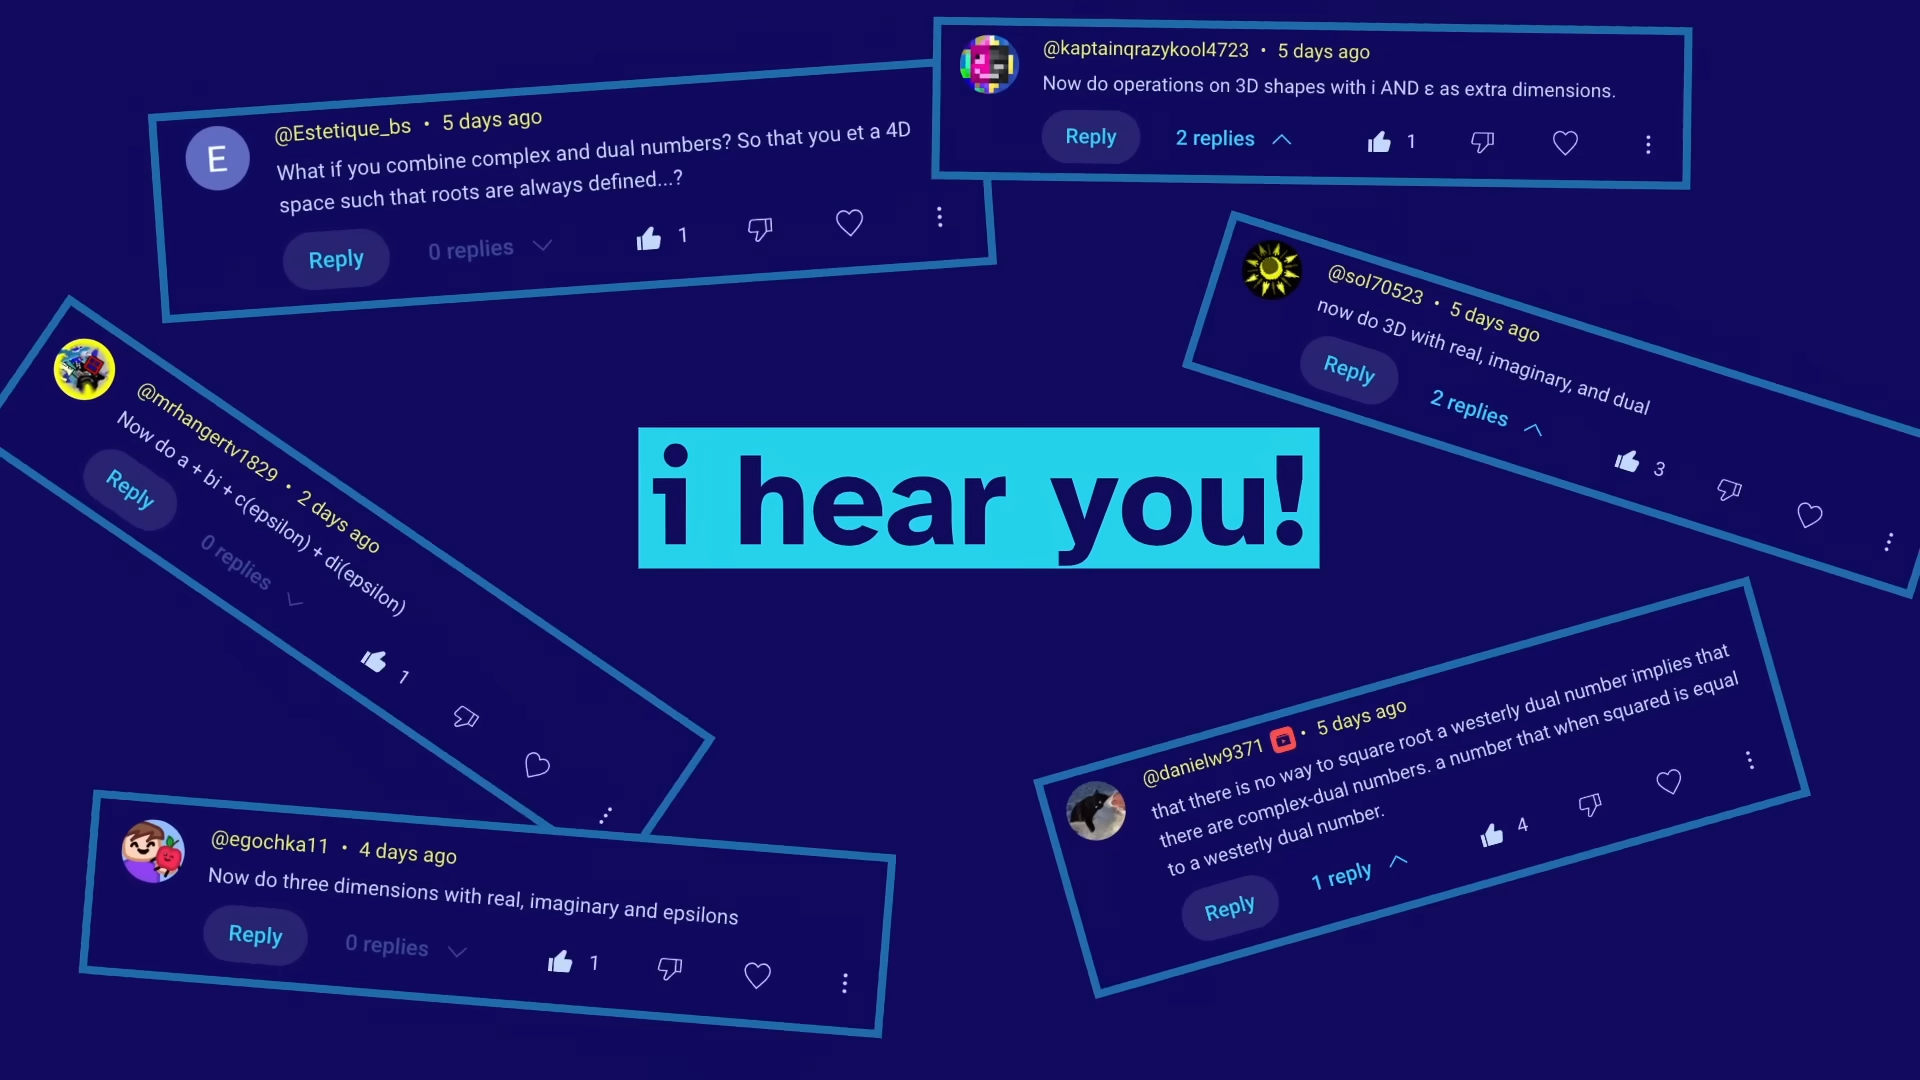 @kaptainqrazykool4723 • 5 days ago
Now do operations on 3D shapes with i AND ε as extra dimensions.
Reply 2 replies 1
@Estetique_bs • 5 days ago
E
What if you combine complex and dual numbers? So that you et a 4D
space such that roots are always defined...?
Reply 0 replies 1
@sol70523 • 5 days ago
now do 3D with real, imaginary, and dual
Reply 2 replies 3
@mrhangertv1829 • 2 days ago
Now do a + bi + c(epsilon) + di(epsilon)
Reply 0 replies 1
i hear you!
@danielw9371 • 5 days ago
that there is no way to square root a westerly dual number implies that
there are complex-dual numbers. a number that when squared is equal
to a westerly dual number.
Reply 1 reply 4
@egochka11 • 4 days ago
Now do three dimensions with real, imaginary and epsilons
Reply 0 replies 1